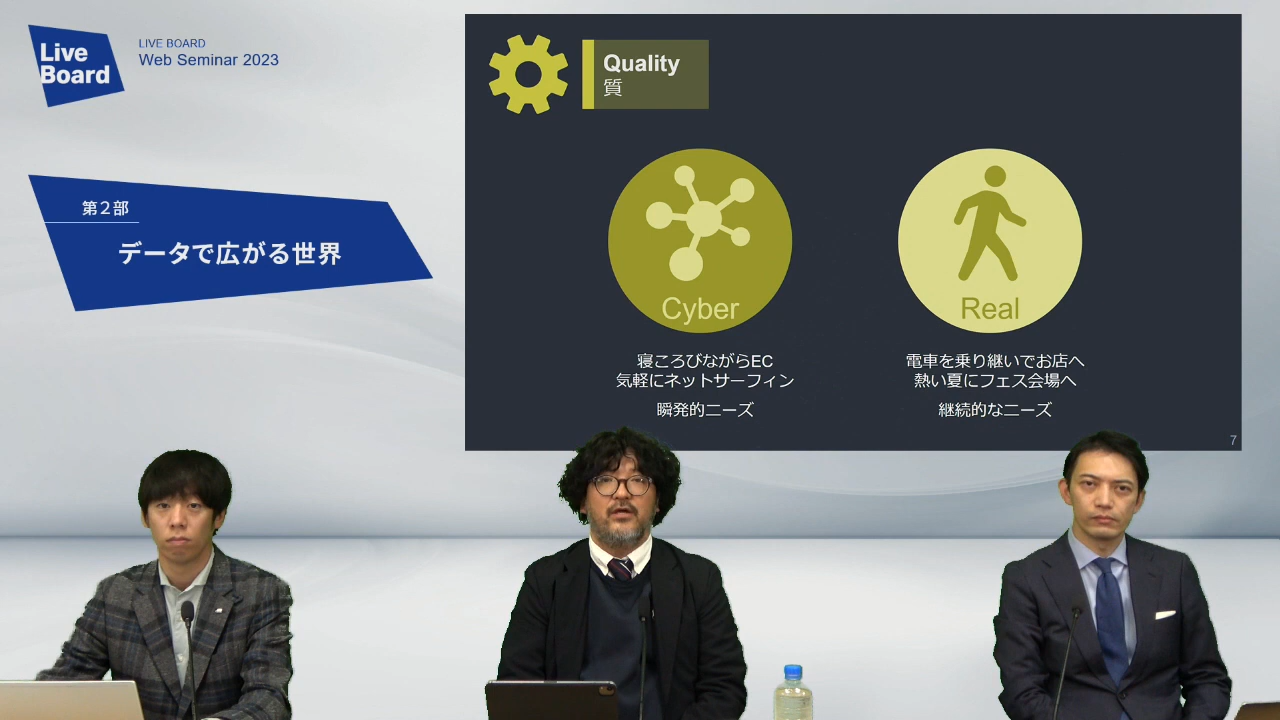 Live
Board
LIVE BOARD
Web Seminar 2023
第２部
データで広がる世界
Quality
質
Cyber
寝ころびながらEC
気軽にネットサーフィン
瞬発的ニーズ
Real
電車を乗り継いでお店へ
熱い夏にフェス会場へ
継続的なニーズ
7